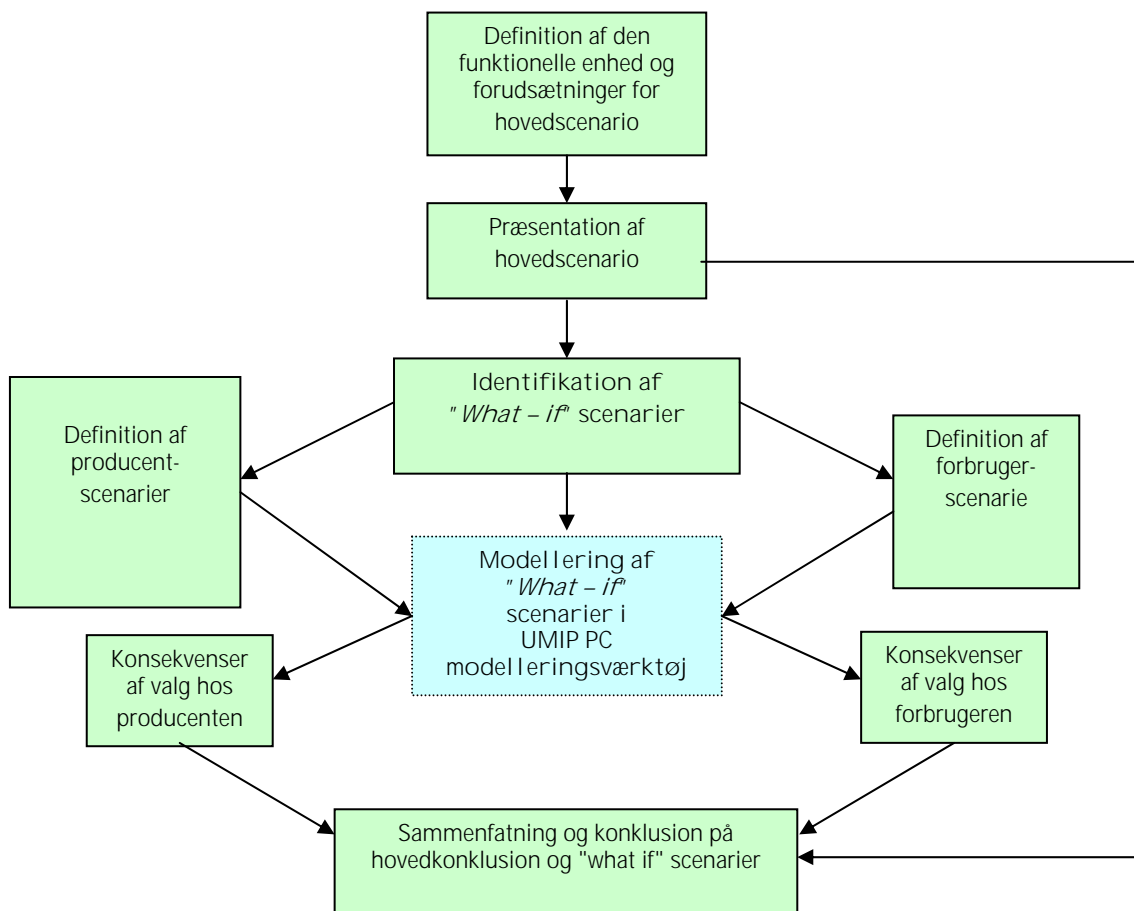 Definition af den
funktionelle enhed og
forudsætninger for
hovedscenario
Præsentation af
hovedscenario
Identifikation af
"What – if" scenarier
Definition af
producent-
scenarier
Definition af
forbruger-
scenarie
Modellering af
"What – if"
scenarier i
UMIP PC
modelleringsværktøj
Konsekvenser
af valg hos
producenten
Konsekvenser
af valg hos
forbrugeren
Sammenfatning og konklusion på
hovedkonklusion og "what if" scenarier